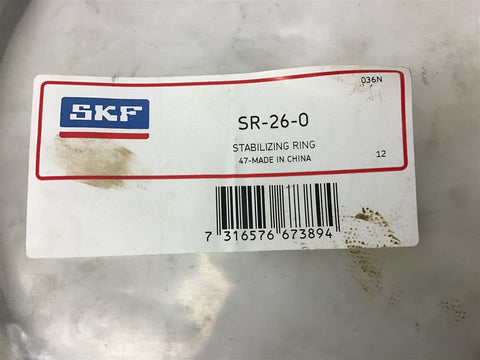 036N
SKF
SR-26-0
STABILIZING RING
47-MADE IN CHINA
12
7 316576 673894